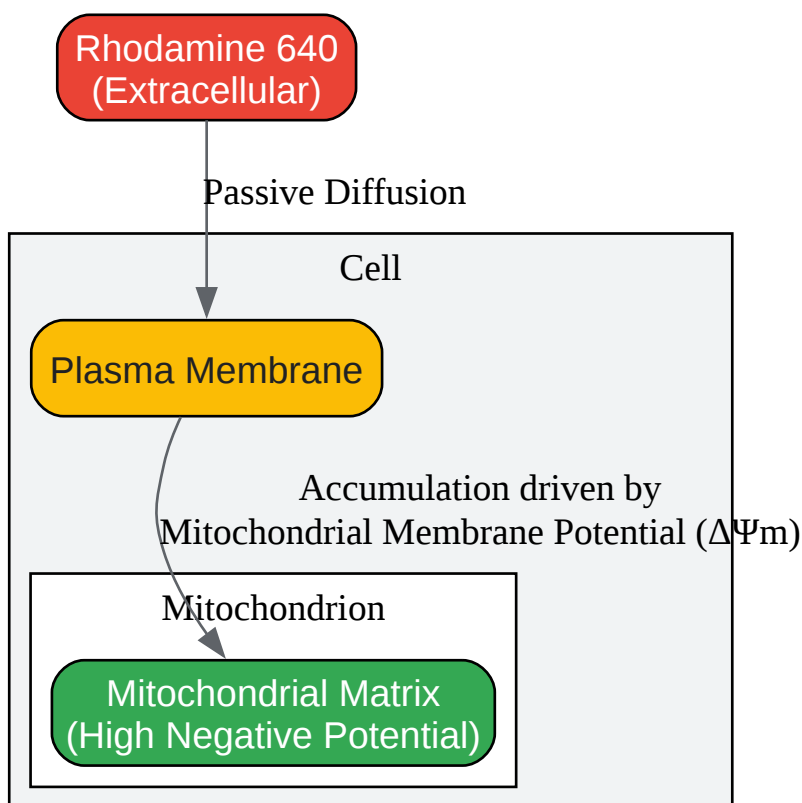 Rhodamine 640
(Extracellular)
Passive Diffusion
Cell
Plasma Membrane
Accumulation driven by
Mitochondrial Membrane Potential (ΔΨm)
Mitochondrion
Mitochondrial Matrix
(High Negative Potential)